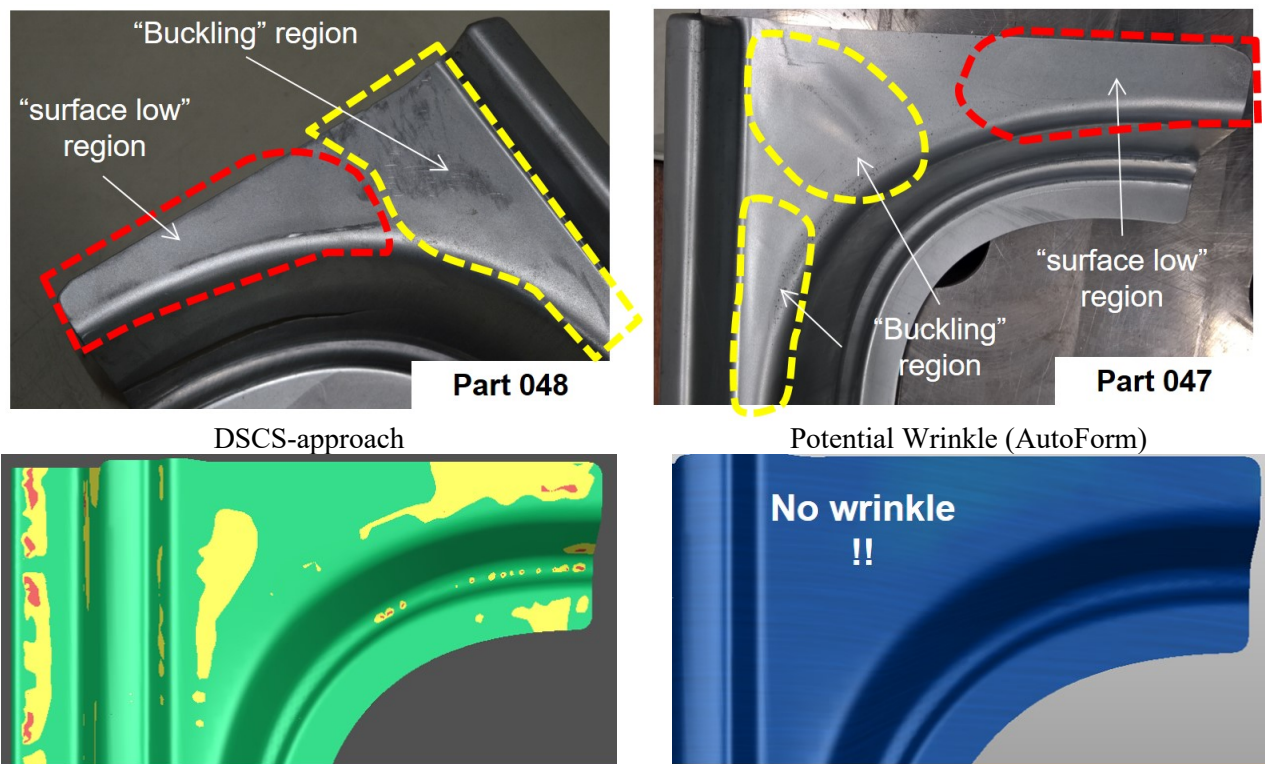 “Buckling” region
“surface low”
region
Part 048
“surface low”
region
“Buckling”
region
Part 047
DSCS-approach
Potential Wrinkle (AutoForm)
No wrinkle
!!